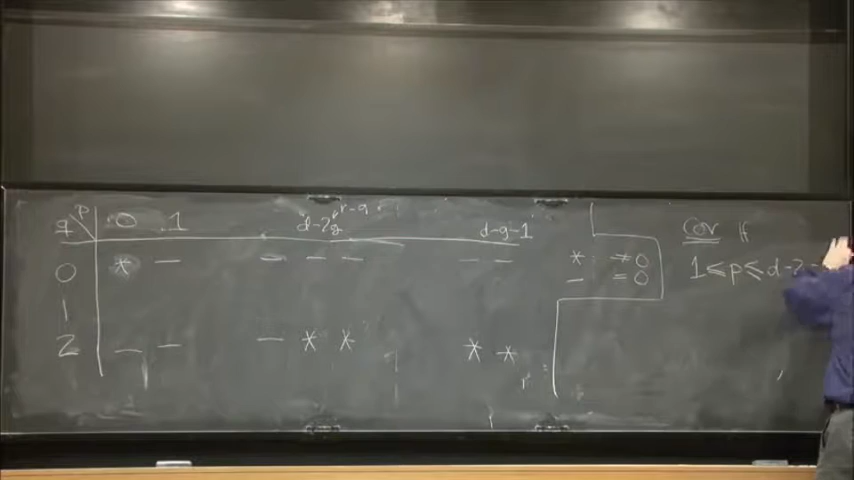 q p 0 1 d-2g d-g-1
0 * - - - - - -
1
2 - - - * * * *
* = ≠0
- = =0
Cor If
1≤p≤d-2-